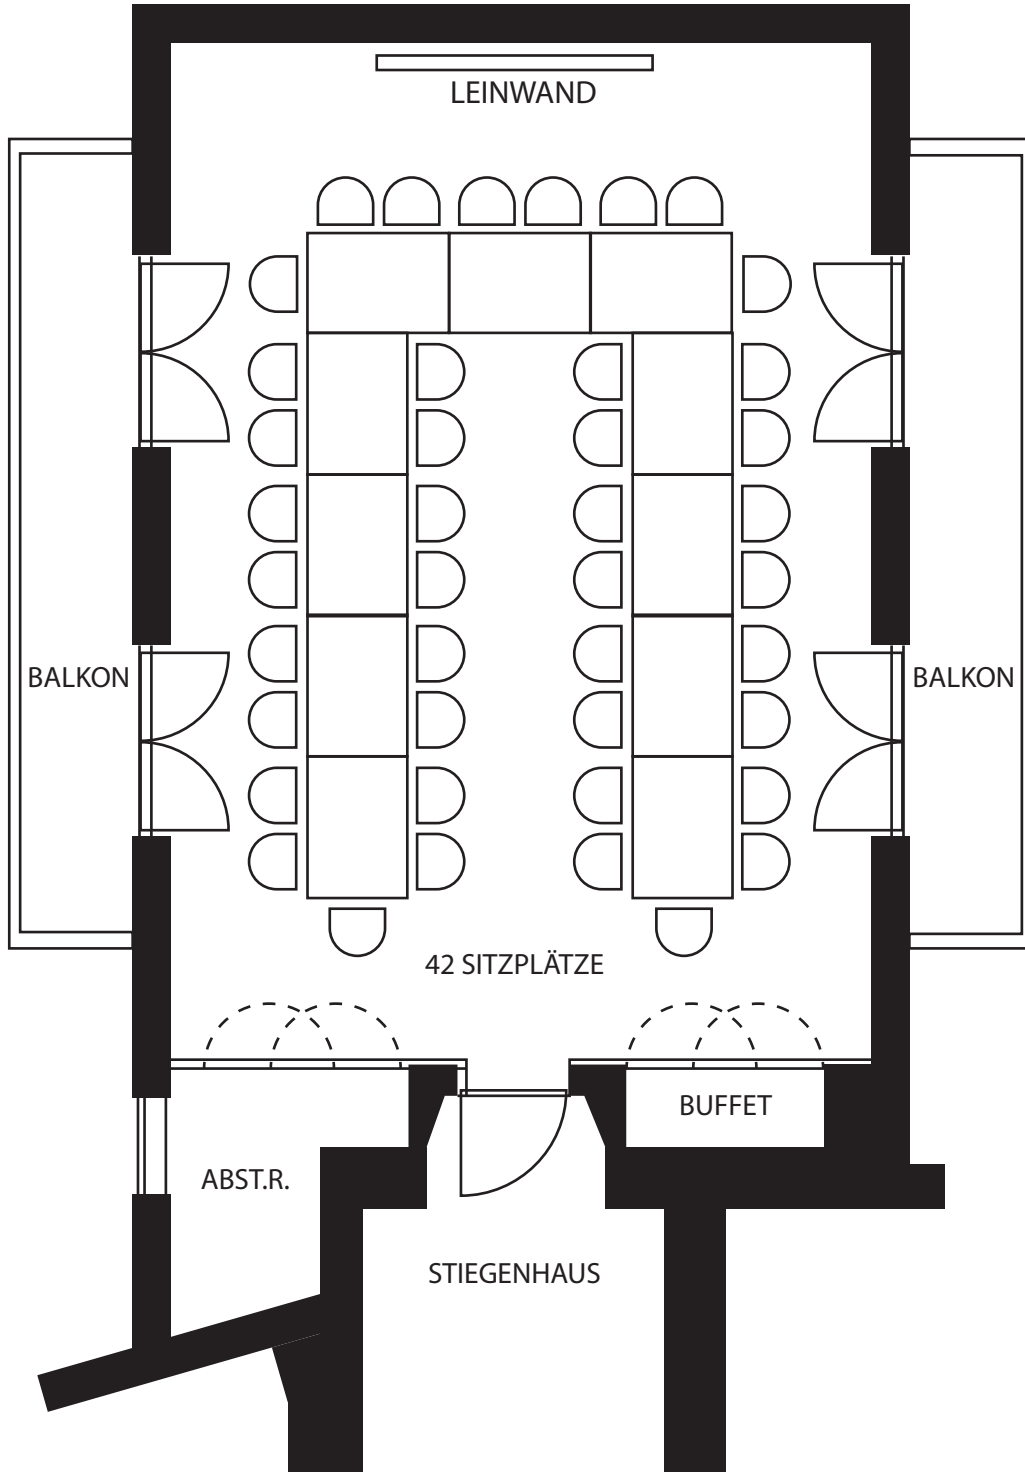 LEINWAND
BALKON
BALKON
42 SITZPLÄTZE
BUFFET
ABST.R.
STIEGENHAUS